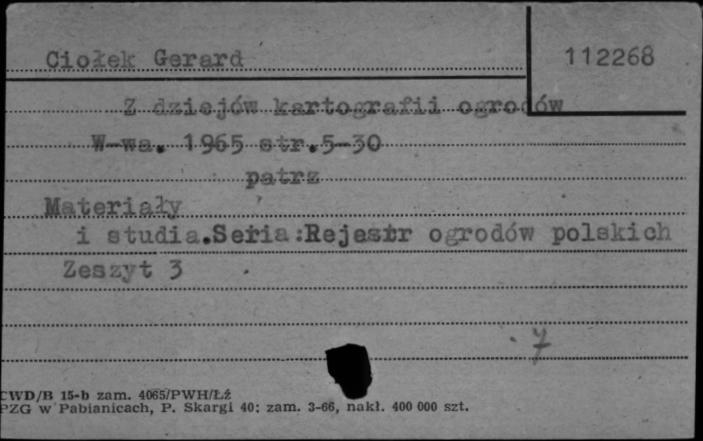 Ciołek Gerard
112268
Z dziejów kartografii ogrodów
W-wa. 1965 str.5-30
patrz
Materiały
i studia.Seria:Rejestr ogrodów polskich
Zeszyt 3
7
CWD/B 15-b zam. 4065/PWH/Łź
PZG w Pabianicach, P. Skargi 40; zam. 3-66, nakł. 400 000 szt.